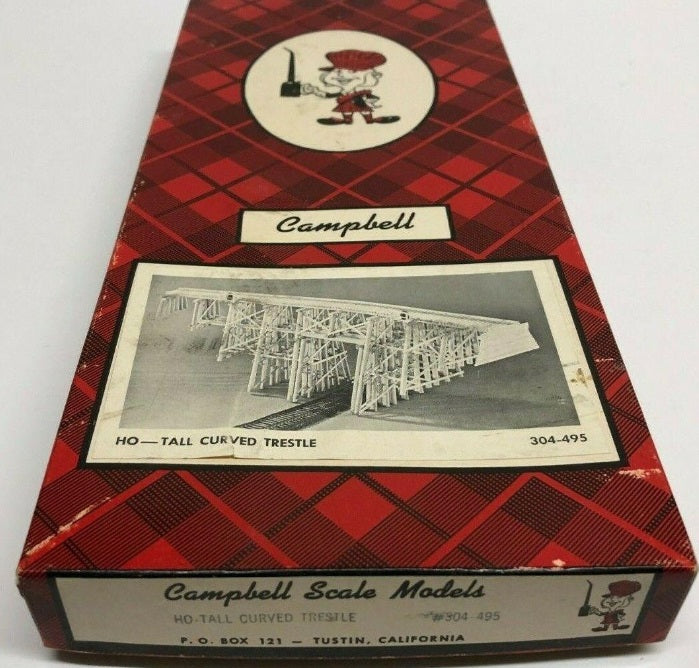 Campbell
HO—TALL CURVED TRESTLE 304-495
Campbell Scale Models
HO-TALL CURVED TRESTLE #304-495
P. O. BOX 121 — TUSTIN, CALIFORNIA